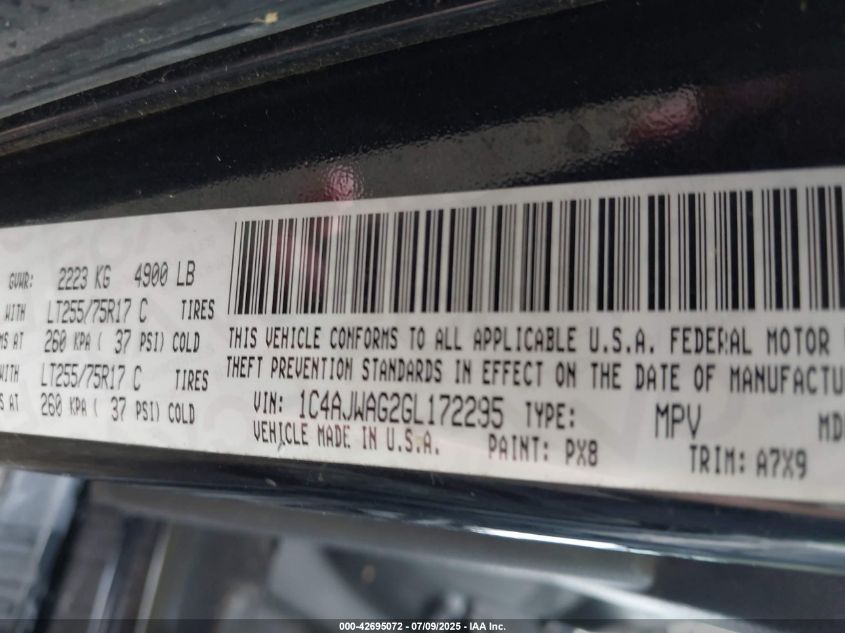 GVWR: 2223 KG 4900 LB
WITH LT255/75R17 C TIRES
AT 260 KPA ( 37 PSI) COLD
WITH LT255/75R17 C TIRES
AT 260 KPA ( 37 PSI) COLD
THIS VEHICLE CONFORMS TO ALL APPLICABLE U.S.A. FEDERAL MOTOR
THEFT PREVENTION STANDARDS IN EFFECT ON THE DATE OF MANUFACTU
VIN: 1C4AJWAG2GL172295 TYPE: MPV MD
VEHICLE MADE IN U.S.A. PAINT: PX8 TRIM: A7X9
000-42695072 / 07/09/2025 - IAA Inc.